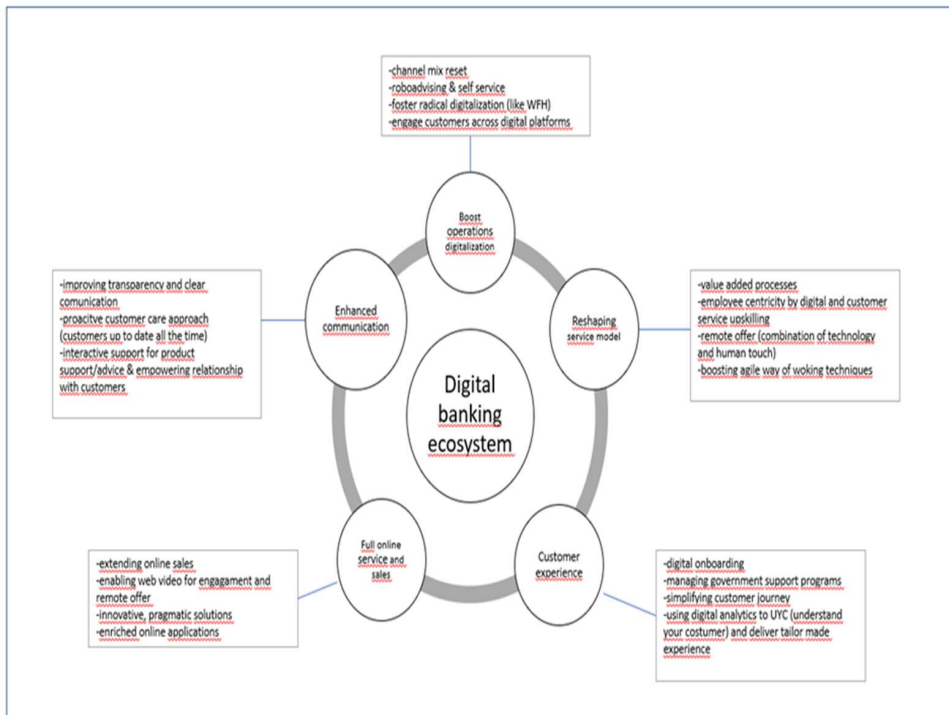 -channel mix reset
-roboadvising & self service
-foster radical digitalization (like WFH)
-engage customers across digital platforms
Boost
operations
digitalization
-improving transparency and clear
comunication
-proacitve customer care approach
(customers up to date all the time)
-interactive support for product
support/advice & empowering relationship
with customers
Enhanced
communication
Reshaping
service model
-value added processes
-employee centricity by digital and customer
service upskilling
-remote offer (combination of technology
and human touch)
-boosting agile way of woking techniques
Digital
banking
ecosystem
-extending online sales
-enabling web video for engagament and
remote offer
-innovative, pragmatic solutions
-enriched online applications
Full online
service and
sales
Customer
experience
-digital onboarding
-managing government support programs
-simplifying customer journey
-using digital analytics to UYC (understand
your costumer) and deliver tailor made
experience